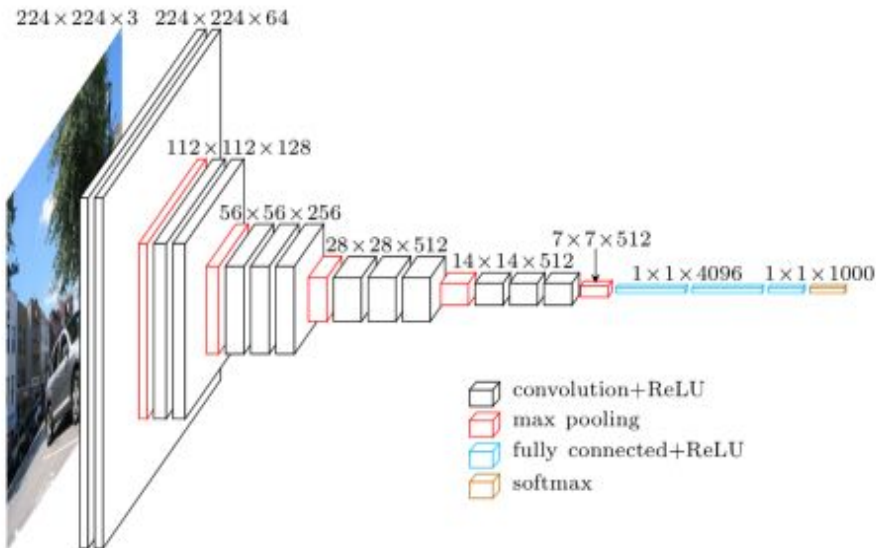 224×224×3
224×224×64
112×112×128
56×56×256
28×28×512
14×14×512
7×7×512
1×1×4096
1×1×1000
convolution+ReLU
max pooling
fully connected+ReLU
softmax